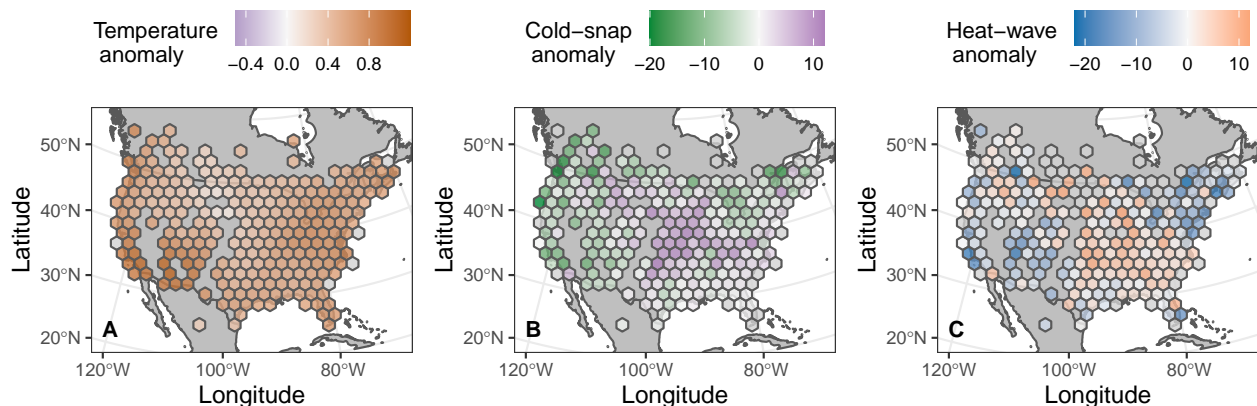 Temperature anomaly
−0.4 0.0 0.4 0.8
Cold−snap anomaly
−20 −10 0 10
Heat−wave anomaly
−20 −10 0 10
50°N
40°N
30°N
20°N
Latitude
A
120°W 100°W 80°W
Longitude
50°N
40°N
30°N
20°N
Latitude
B
120°W 100°W 80°W
Longitude
50°N
40°N
30°N
20°N
Latitude
C
120°W 100°W 80°W
Longitude